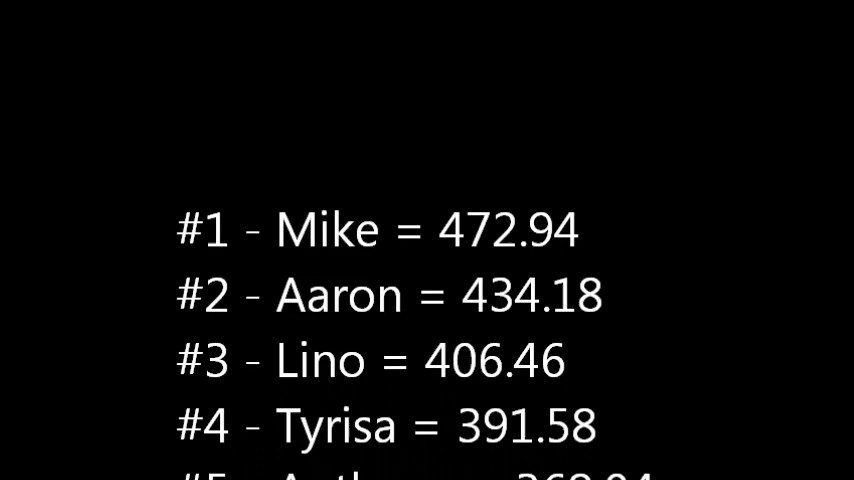 #1 - Mike = 472.94
#2 - Aaron = 434.18
#3 - Lino = 406.46
#4 - Tyrisa = 391.58